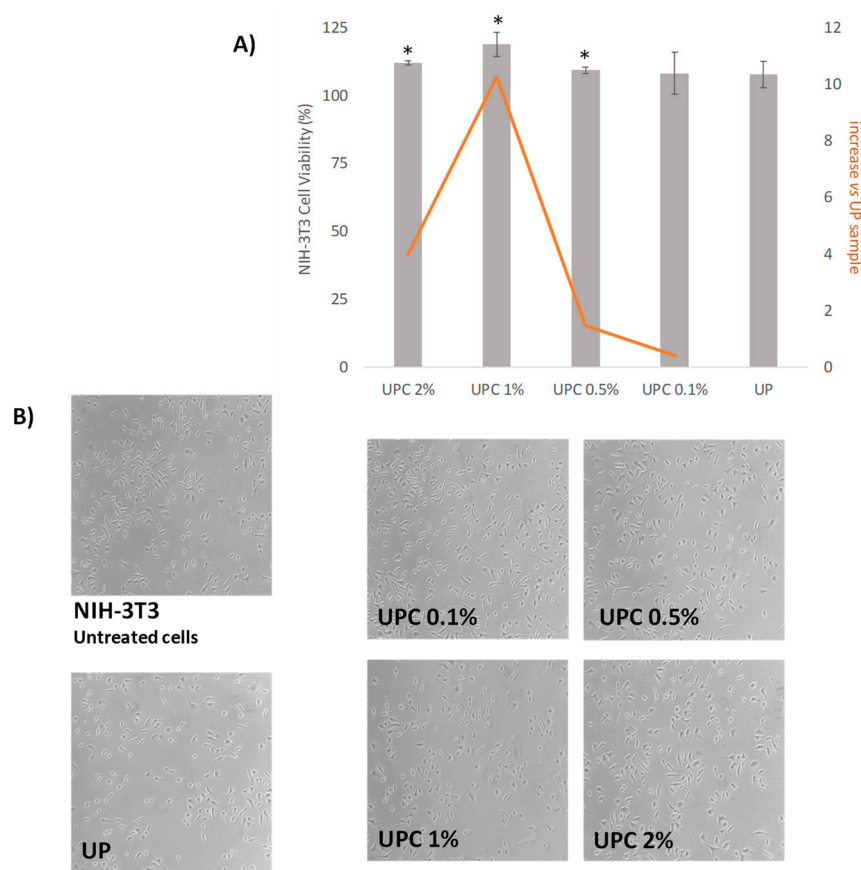 A)
NIH-3T3 Cell Viability (%)
125
100
75
50
25
0
* * *
12
10
8
6
4
2
0
increase vs UP sample
UPC 2% UPC 1% UPC 0.5% UPC 0.1% UP
B)
NIH-3T3
Untreated cells
UPC 0.1%
UPC 0.5%
UP
UPC 1%
UPC 2%